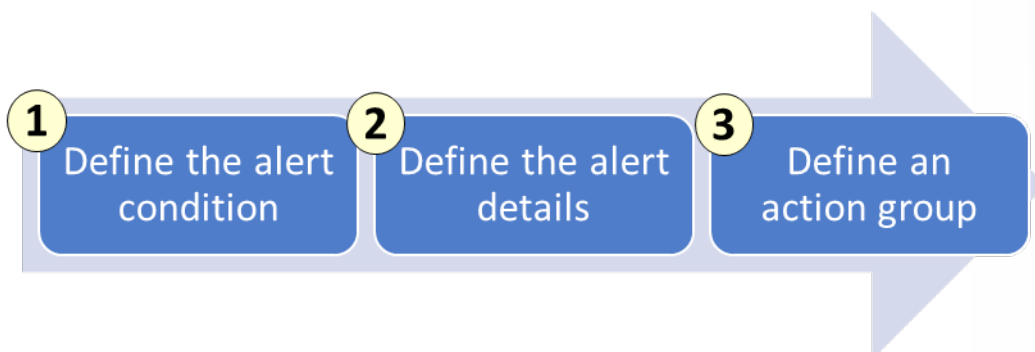 1
Define the alert
condition
2
Define the alert
details
3
Define an
action group